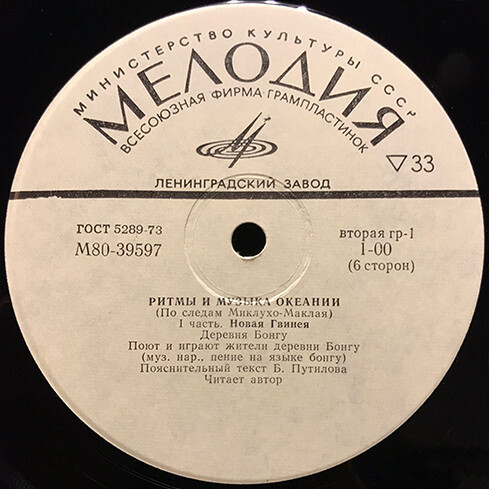 МИНИСТЕРСТВО КУЛЬТУРЫ СССР
МЕЛОДИЯ
ВСЕСОЮЗНАЯ ФИРМА ГРАМПЛАСТИНОК
▽33
ЛЕНИНГРАДСКИЙ ЗАВОД
ГОСТ 5289-73
М80-39597
вторая гр-1
1-00
(6 сторон)
РИТМЫ И МУЗЫКА ОКЕАНИИ
(По следам Миклухо-Маклая)
I часть. Новая Гвинея
Деревня Бонгу
Поют и играют жители деревни Бонгу
(муз. нар., пение на языке бонгу)
Пояснительный текст Б. Путилова
Читает автор